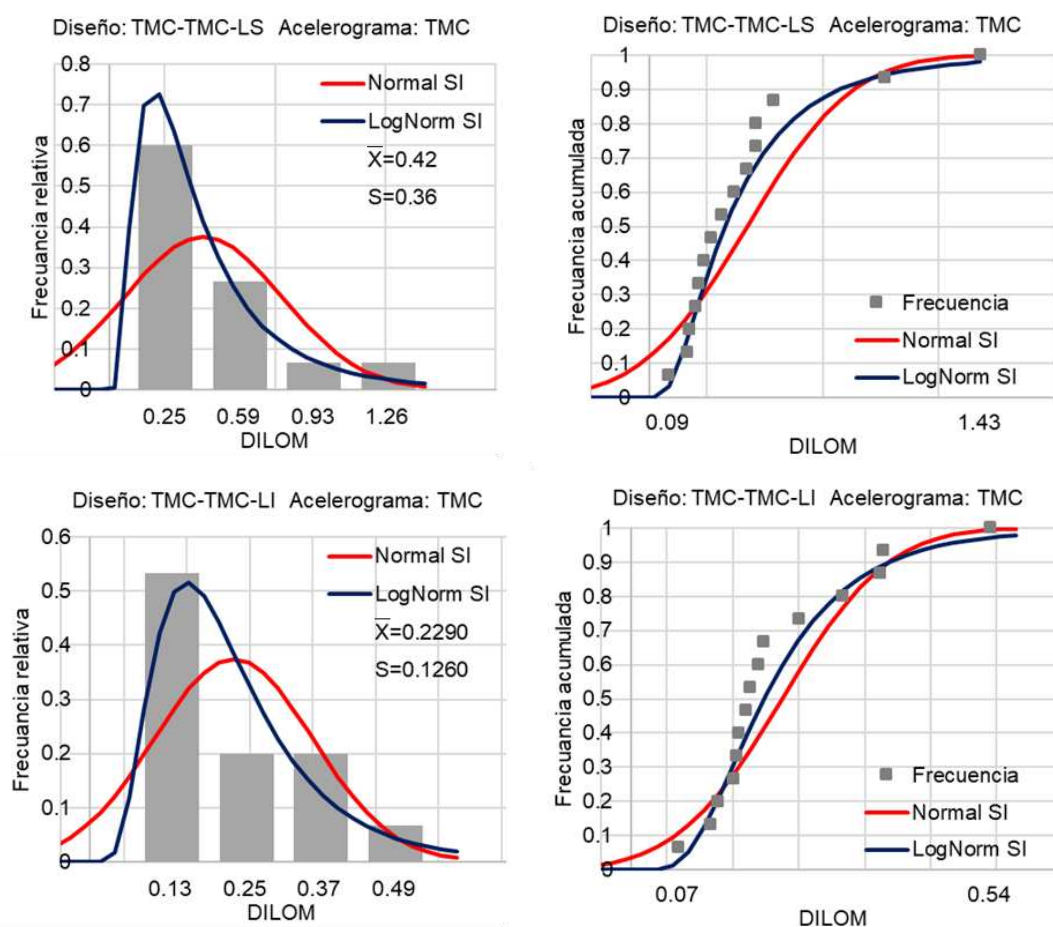 Diseño: TMC-TMC-LS Acelerograma: TMC
0.8
0.7
0.6
0.5
0.4
0.3
0.2
0.1
0
Frecuancia relativa
Normal SI
LogNorm SI
X=0.42
S=0.36
0.25 0.59 0.93 1.26
DILOM
Diseño: TMC-TMC-LS Acelerograma: TMC
1
0.9
0.8
0.7
0.6
0.5
0.4
0.3
0.2
0.1
0
Frecuancia acumulada
Frecuencia
Normal SI
LogNorm SI
0.09 1.43
DILOM
Diseño: TMC-TMC-LI Acelerograma: TMC
0.6
0.5
0.4
0.3
0.2
0.1
0
Frecuancia relativa
Normal SI
LogNorm SI
X=0.2290
S=0.1260
0.13 0.25 0.37 0.49
DILOM
Diseño: TMC-TMC-LI Acelerograma: TMC
1
0.9
0.8
0.7
0.6
0.5
0.4
0.3
0.2
0.1
0
Frecuancia acumulada
Frecuencia
Normal SI
LogNorm SI
0.07 0.54
DILOM